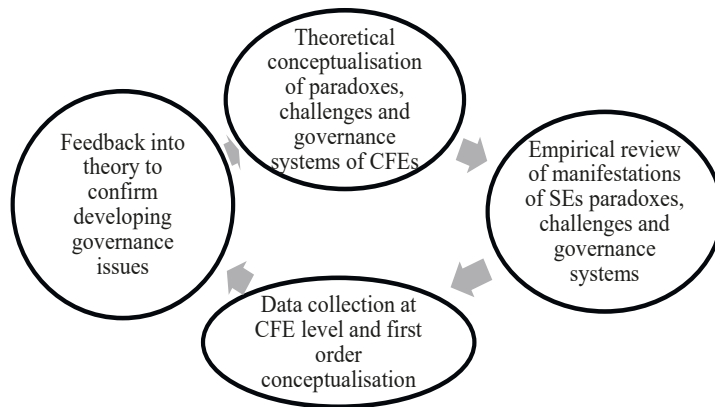 Theoretical
conceptualisation
of paradoxes,
challenges and
governance
systems of CFEs
Empirical review
of manifestations
of SEs paradoxes,
challenges and
governance
systems
Data collection at
CFE level and first
order
conceptualisation
Feedback into
theory to
confirm
developing
governance
issues